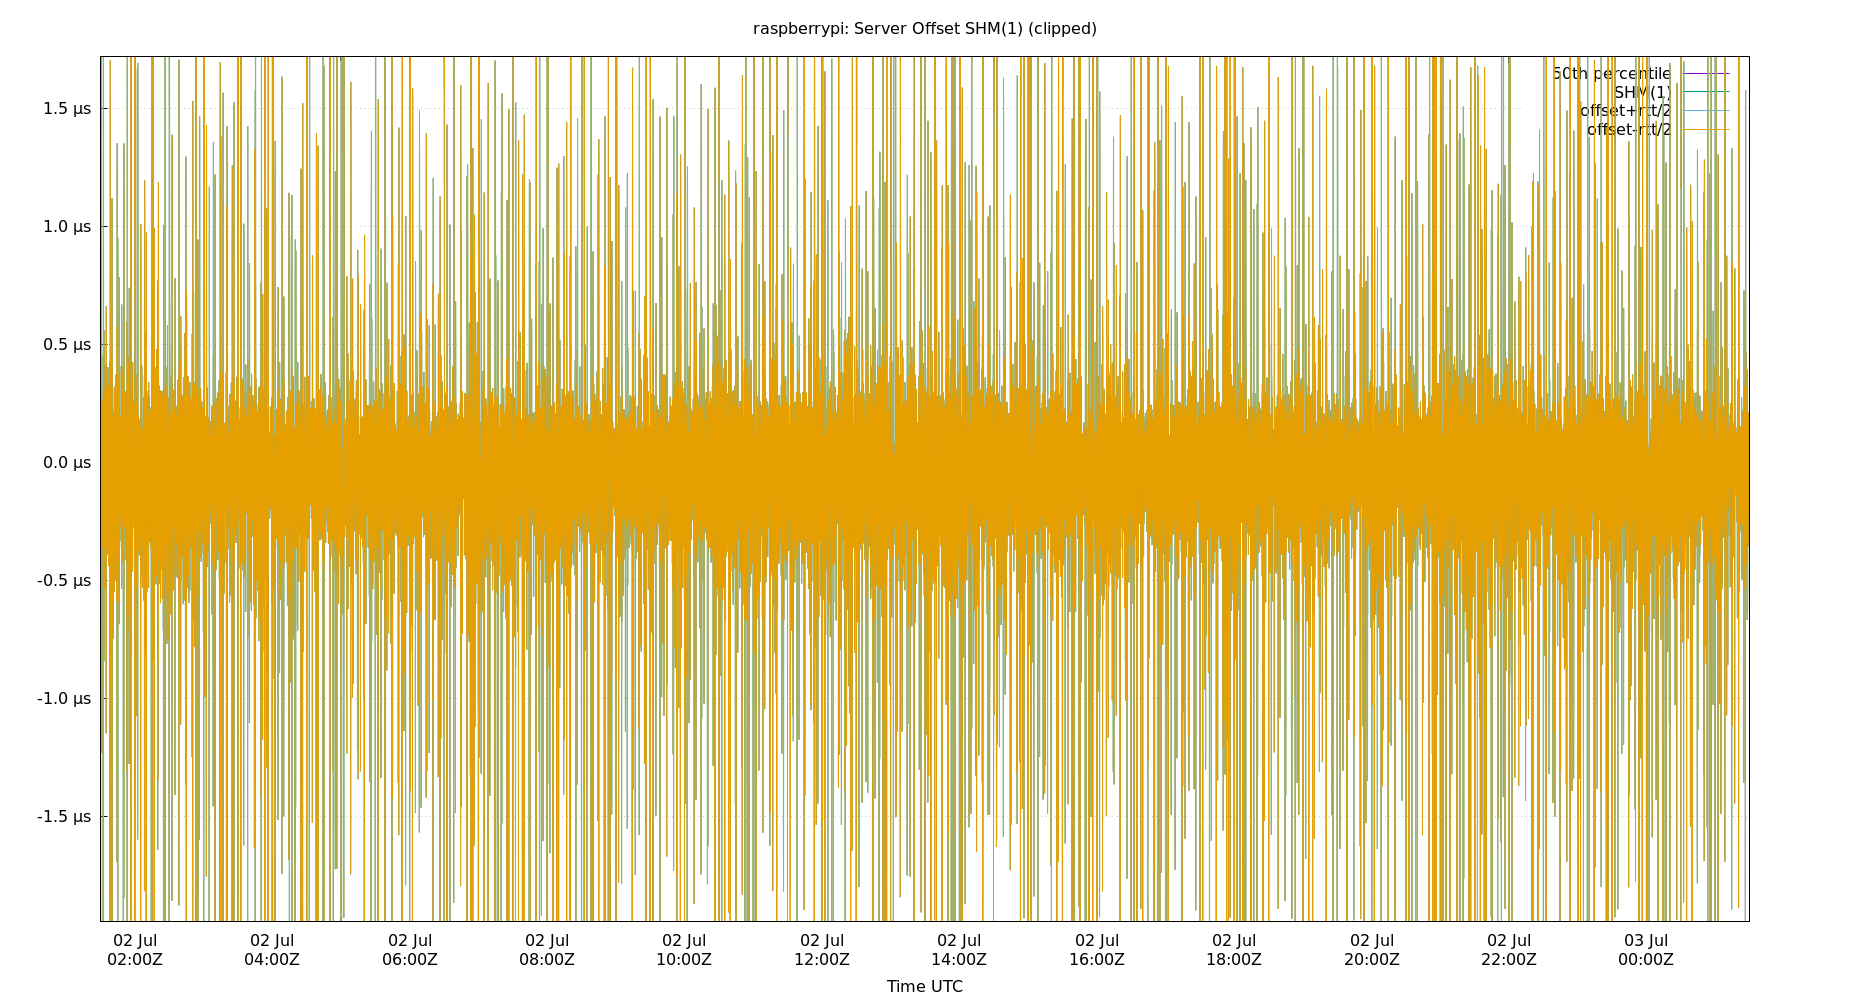 raspberrypi: Server Offset SHM(1) (clipped)
50th percentile
SHM(1)
offset+rtt/2
offset-rtt/2
1.5 µs
1.0 µs
0.5 µs
0.0 µs
-0.5 µs
-1.0 µs
-1.5 µs
02 Jul 02 Jul 02 Jul 02 Jul 02 Jul 02 Jul 02 Jul 02 Jul 02 Jul 02 Jul 02 Jul 03 Jul
02:00Z 04:00Z 06:00Z 08:00Z 10:00Z 12:00Z 14:00Z 16:00Z 18:00Z 20:00Z 22:00Z 00:00Z
Time UTC